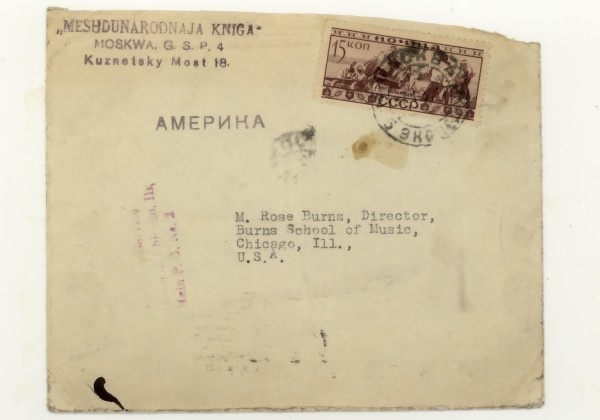 „MESHDUNARODNAJA KNIGA“
MOSKWA, G. S. P. 4
Kuznetsky Most 18.
15 КОП
ПОЧТА
СССР
АМЕРИКА
M. Rose Burns, Director,
Burns School of Music,
Chicago, Ill.,
U.S.A.